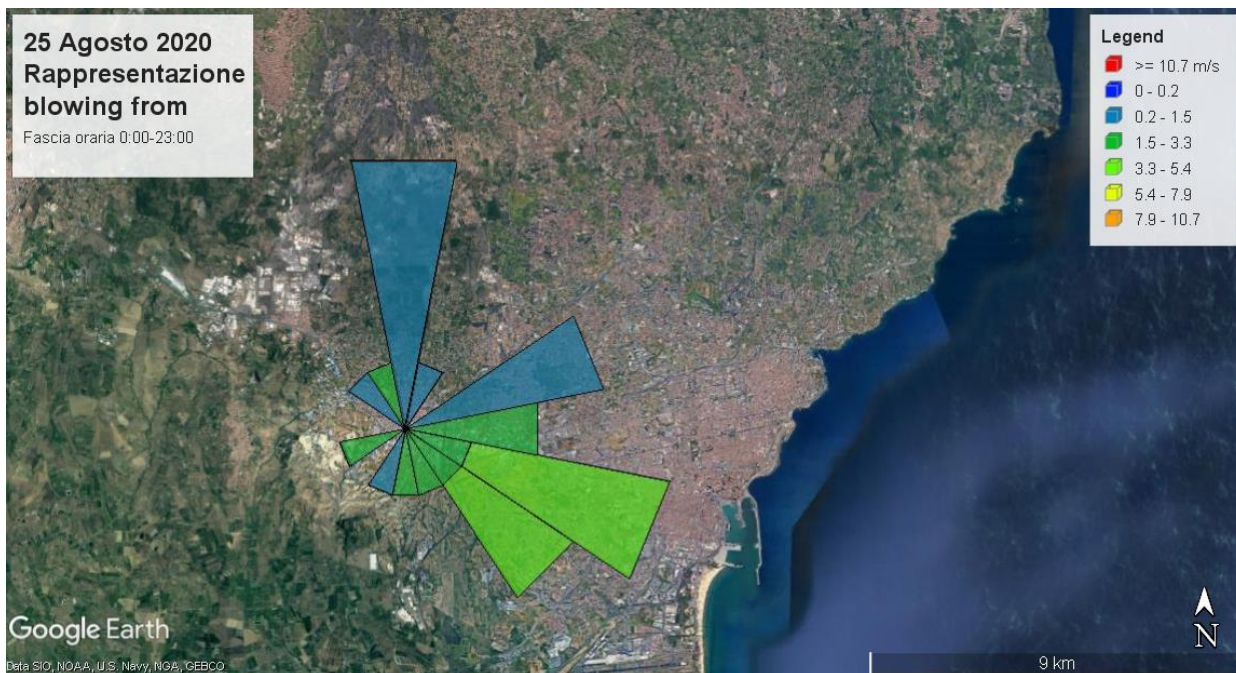 25 Agosto 2020
Rappresentazione
blowing from
Fascia oraria 0:00-23:00
Legend
>= 10.7 m/s
0 - 0.2
0.2 - 1.5
1.5 - 3.3
3.3 - 5.4
5.4 - 7.9
7.9 - 10.7
Google Earth
Data SIO, NOAA, U.S. Navy, NGA, GEBCO
N
9 km